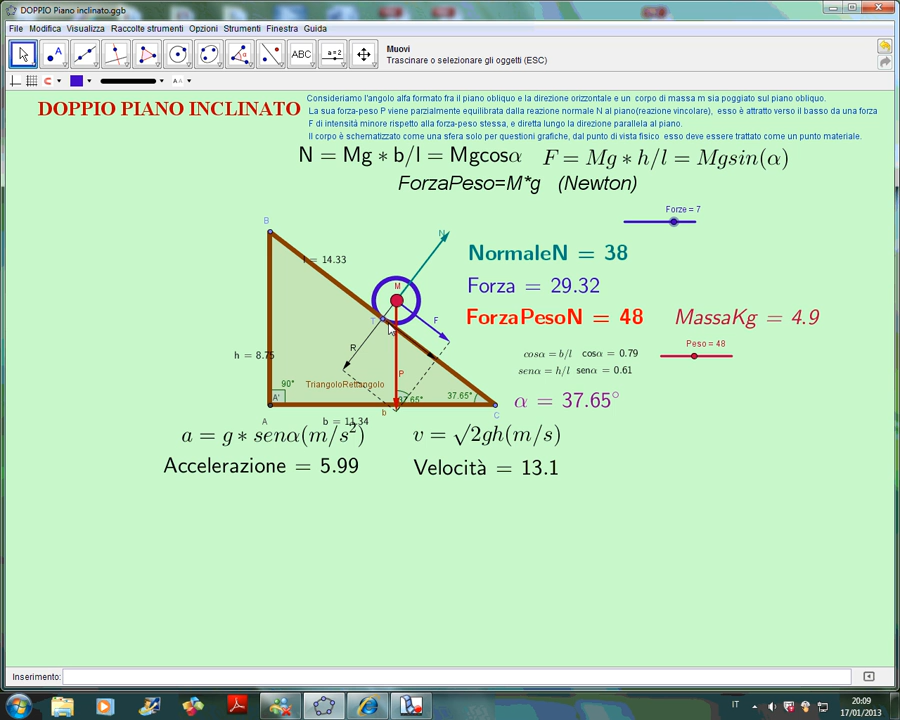 DOPPIO Piano inclinato.ggb
File Modifica Visualizza Raccolte strumenti Opzioni Strumenti Finestra Guida
A ABC a=2
Muovi
Trascinare o selezionare gli oggetti (ESC)
DOPPIO PIANO INCLINATO
Consideriamo l'angolo alfa formato fra il piano obliquo e la direzione orizzontale e un corpo di massa m sia poggiato sul piano obliquo.
La sua forza-peso P viene parzialmente equilibrata dalla reazione normale N al piano(reazione vincolare), esso è attratto verso il basso da una forza
F di intensità minore rispetto alla forza-peso stessa, e diretta lungo la direzione parallela al piano.
Il corpo è schematizzato come una sfera solo per questioni grafiche, dal punto di vista fisico esso deve essere trattato come un punto materiale.
N = Mg ∗ b/l = Mgcosα F = Mg ∗ h/l = Mgsin(α)
ForzaPeso=M*g (Newton)
Forze = 7
B
N
NormaleN = 38
l = 14.33
Forza = 29.32
M
ForzaPesoN = 48 MassaKg = 4.9
T F
Peso = 48
R
h = 8.75
cosα = b/l cosα = 0.79
senα = h/l senα = 0.61
P
90° TriangoloRettangolo
A' 37.65° 37.65°
α = 37.65°
b
A b = 11.34 C
a = g ∗ senα(m/s²) v = √2gh(m/s)
Accelerazione = 5.99 Velocità = 13.1
Inserimento:
IT 20:09
17/01/2013